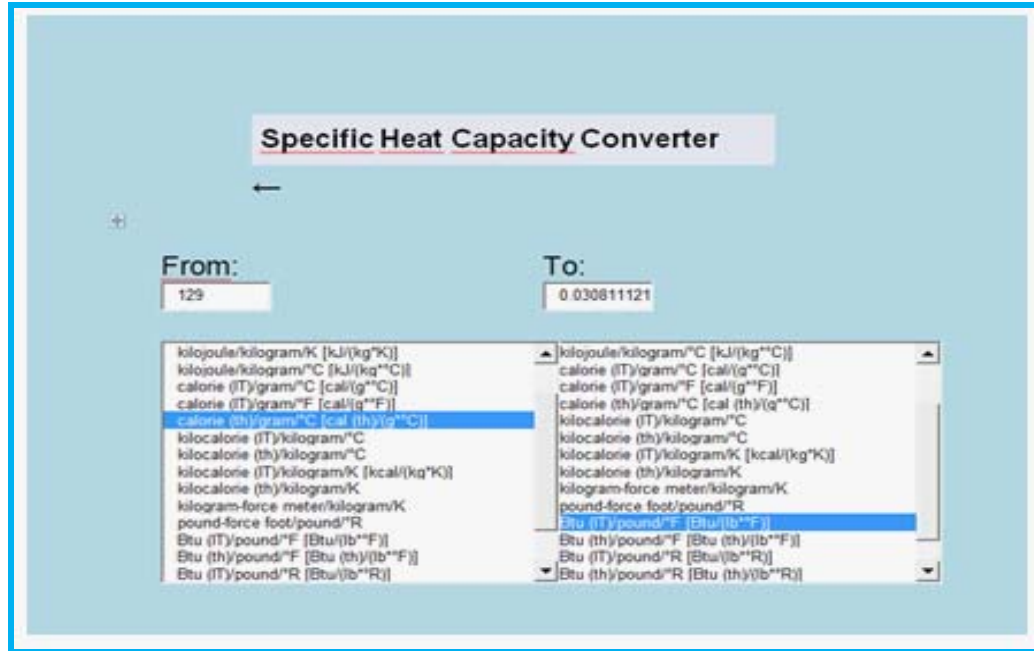 Specific Heat Capacity Converter
←
From:
To:
129
0.030811121
kilojoule/kilogram/K [kJ/(kg*K)]
kilojoule/kilogram/°C [kJ/(kg*°C)]
calorie (IT)/gram/°C [cal/(g*°C)]
calorie (IT)/gram/°F [cal/(g*°F)]
calorie (th)/gram/°C [cal (th)/(g*°C)]
kilocalorie (IT)/kilogram/°C
kilocalorie (th)/kilogram/°C
kilocalorie (IT)/kilogram/K [kcal/(kg*K)]
kilocalorie (th)/kilogram/K
kilogram-force meter/kilogram/K
pound-force foot/pound/°R
Btu (IT)/pound/°F [Btu/(lb*°F)]
Btu (th)/pound/°F [Btu (th)/(lb*°F)]
Btu (IT)/pound/°R [Btu/(lb*°R)]
kilojoule/kilogram/°C [kJ/(kg*°C)]
calorie (IT)/gram/°C [cal/(g*°C)]
calorie (IT)/gram/°F [cal/(g*°F)]
calorie (th)/gram/°C [cal (th)/(g*°C)]
kilocalorie (IT)/kilogram/°C
kilocalorie (th)/kilogram/°C
kilocalorie (IT)/kilogram/K [kcal/(kg*K)]
kilocalorie (th)/kilogram/K
kilogram-force meter/kilogram/K
pound-force foot/pound/°R
Btu (IT)/pound/°F [Btu/(lb*°F)]
Btu (th)/pound/°F [Btu (th)/(lb*°F)]
Btu (IT)/pound/°R [Btu/(lb*°R)]
Btu (th)/pound/°R [Btu (th)/(lb*°R)]